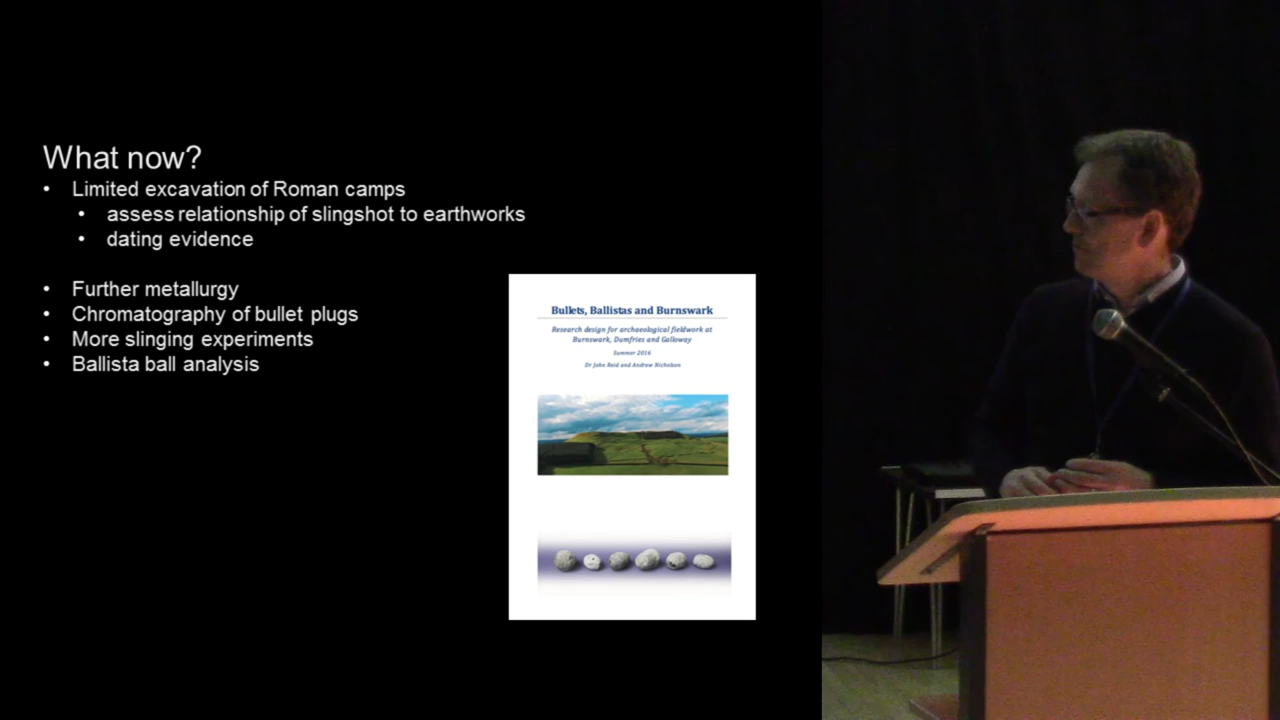 What now?
• Limited excavation of Roman camps
• assess relationship of slingshot to earthworks
• dating evidence
• Further metallurgy
• Chromatography of bullet plugs
• More slinging experiments
• Ballista ball analysis
Bullets, Ballistas and Burnswark
Research design for archaeological fieldwork at
Burnswark, Dumfries and Galloway
Summer 2016
Dr John Reid and Andrew Nicholson